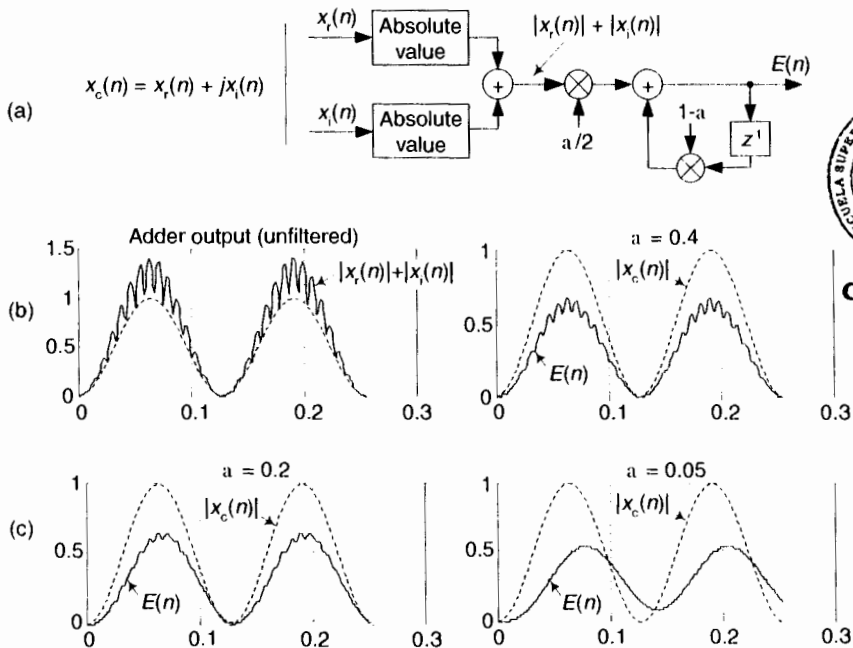 (a)
x_c(n) = x_r(n) + jx_i(n)
x_r(n)
Absolute value
x_i(n)
Absolute value
+
|x_r(n)| + |x_i(n)|
a/2
+
E(n)
1-a
z^1
CUELA SUPE
(b)
Adder output (unfiltered)
1.5
1
0.5
0
|x_r(n)|+|x_i(n)|
0 0.1 0.2 0.3
a = 0.4
1
0.5
0
|x_c(n)|
E(n)
0 0.1 0.2 0.3
(c)
a = 0.2
1
0.5
0
|x_c(n)|
E(n)
0 0.1 0.2 0.3
a = 0.05
1
0.5
0
|x_c(n)|
E(n)
0 0.1 0.2 0.3